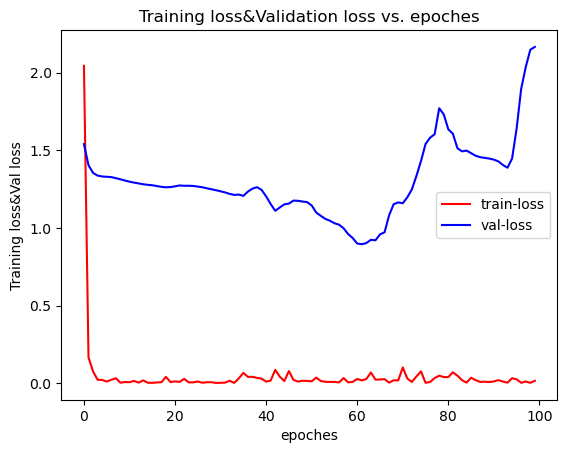 Training loss&Validation loss vs. epoches
Training loss&Val loss
2.0
1.5
1.0
0.5
0.0
train-loss
val-loss
0 20 40 60 80 100
epoches